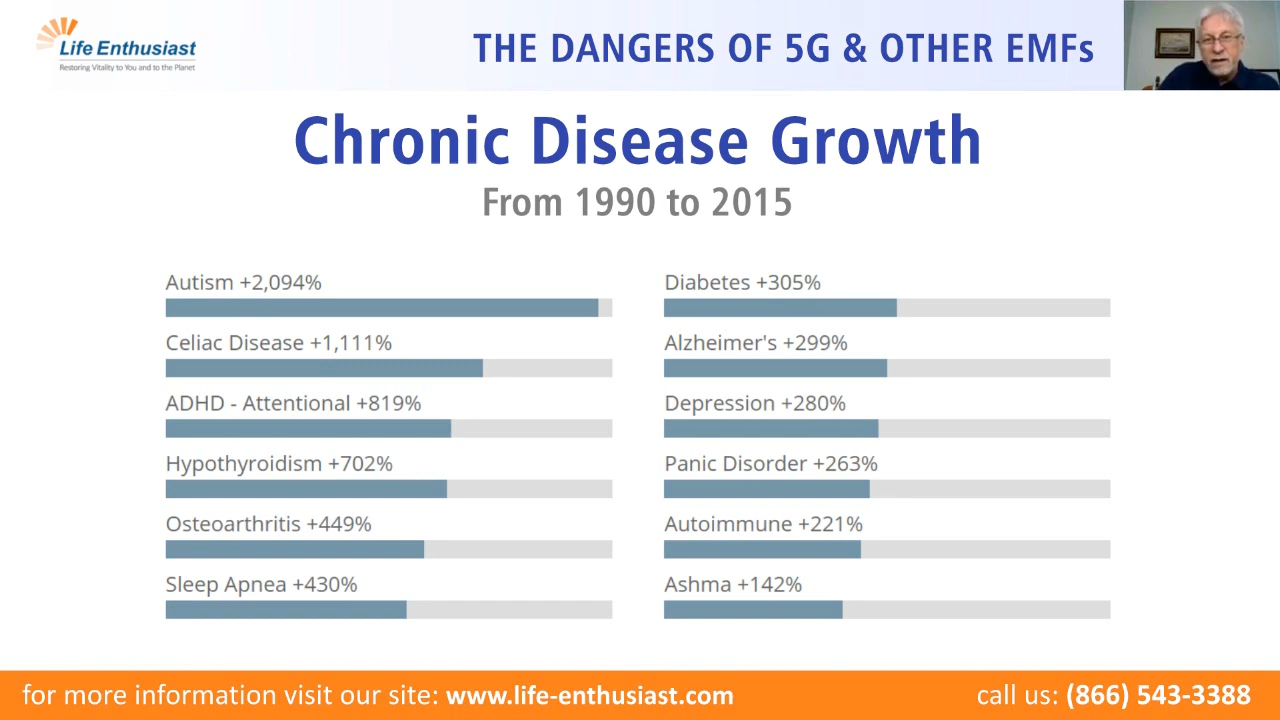 Life Enthusiast
Restoring Vitality to You and to the Planet
THE DANGERS OF 5G & OTHER EMFs
Chronic Disease Growth
From 1990 to 2015
Autism +2,094%
Celiac Disease +1,111%
ADHD - Attentional +819%
Hypothyroidism +702%
Osteoarthritis +449%
Sleep Apnea +430%
Diabetes +305%
Alzheimer's +299%
Depression +280%
Panic Disorder +263%
Autoimmune +221%
Ashma +142%
for more information visit our site: www.life-enthusiast.com
call us: (866) 543-3388